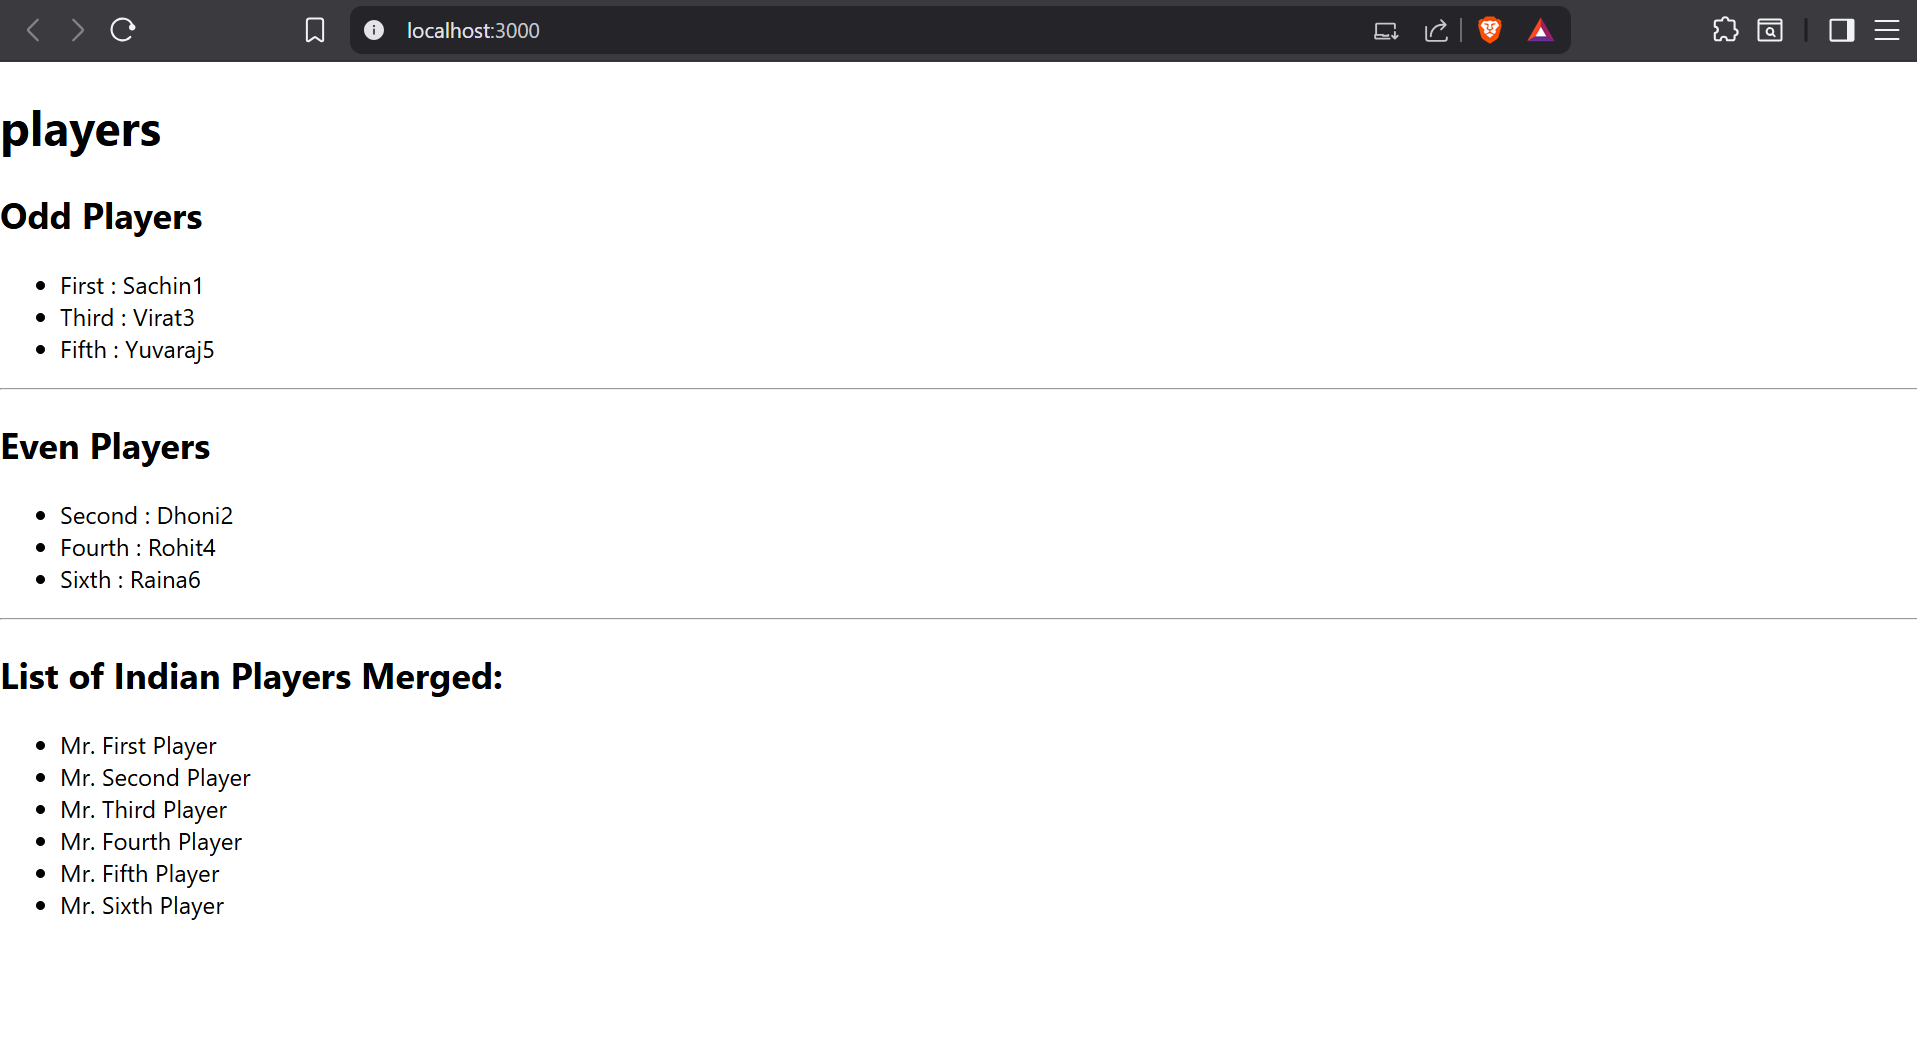 localhost:3000
players
Odd Players
First : Sachin1
Third : Virat3
Fifth : Yuvaraj5
Even Players
Second : Dhoni2
Fourth : Rohit4
Sixth : Raina6
List of Indian Players Merged:
Mr. First Player
Mr. Second Player
Mr. Third Player
Mr. Fourth Player
Mr. Fifth Player
Mr. Sixth Player